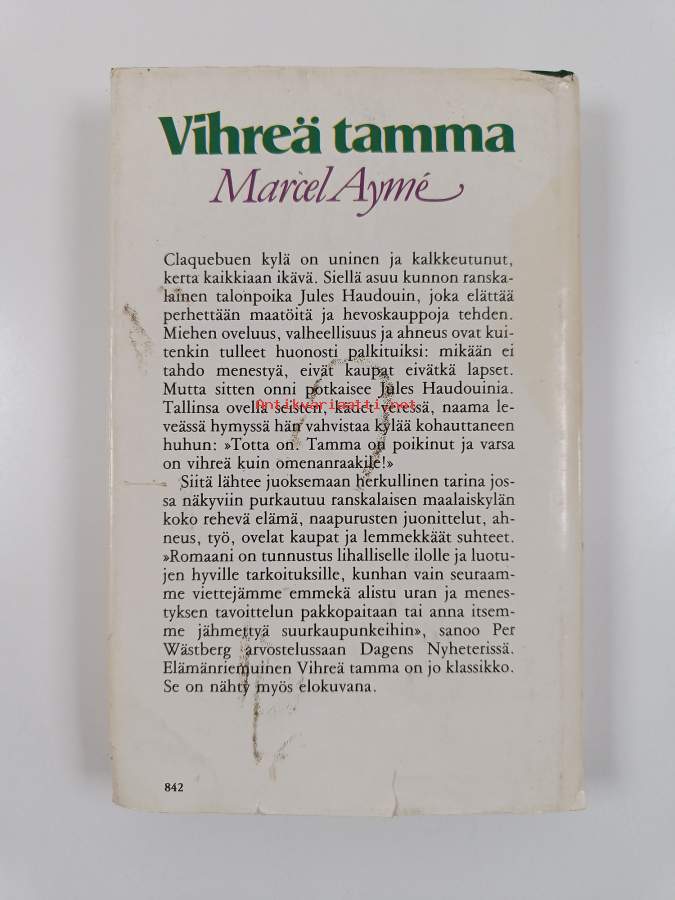 Vihreä tamma
Marcel Aymé
Claquebuen kylä on uninen ja kalkkeutunut,
kerta kaikkiaan ikävä. Siellä asuu kunnon ranska-
lainen talonpoika Jules Haudouin, joka elättää
perhettään maatöitä ja hevoskauppoja tehden.
Miehen oveluus, valheellisuus ja ahneus ovat kui-
tenkin tulleet huonosti palkituiksi: mikään ei
tahdo menestyä, eivät kaupat eivätkä lapset.
Mutta sitten onni potkaisee Jules Haudouinia.
Antikvariaatti.net
Tallinsa ovella seisten, kädet veressä, naama le-
veässä hymyssä hän vahvistaa kylää kohauttaneen
huhun: »Totta on. Tamma on poikinut ja varsa
on vihreä kuin omenanraakile!»
Siitä lähtee juoksemaan herkullinen tarina jos-
sa näkyviin purkautuu ranskalaisen maalaiskylän
koko rehevä elämä, naapurusten juonittelut, ah-
neus, työ, ovelat kaupat ja lemmekkäät suhteet.
»Romaani on tunnustus lihalliselle ilolle ja luotu-
jen hyville tarkoituksille, kunhan vain seuraam-
me viettejämme emmekä alistu uran ja menes-
tyksen tavoittelun pakkopaitaan tai anna itsem-
me jähmettyä suurkaupunkeihin», sanoo Per
Wästberg arvostelussaan Dagens Nyheterissä.
Elämänriemuinen Vihreä tamma on jo klassikko.
Se on nähty myös elokuvana.
842